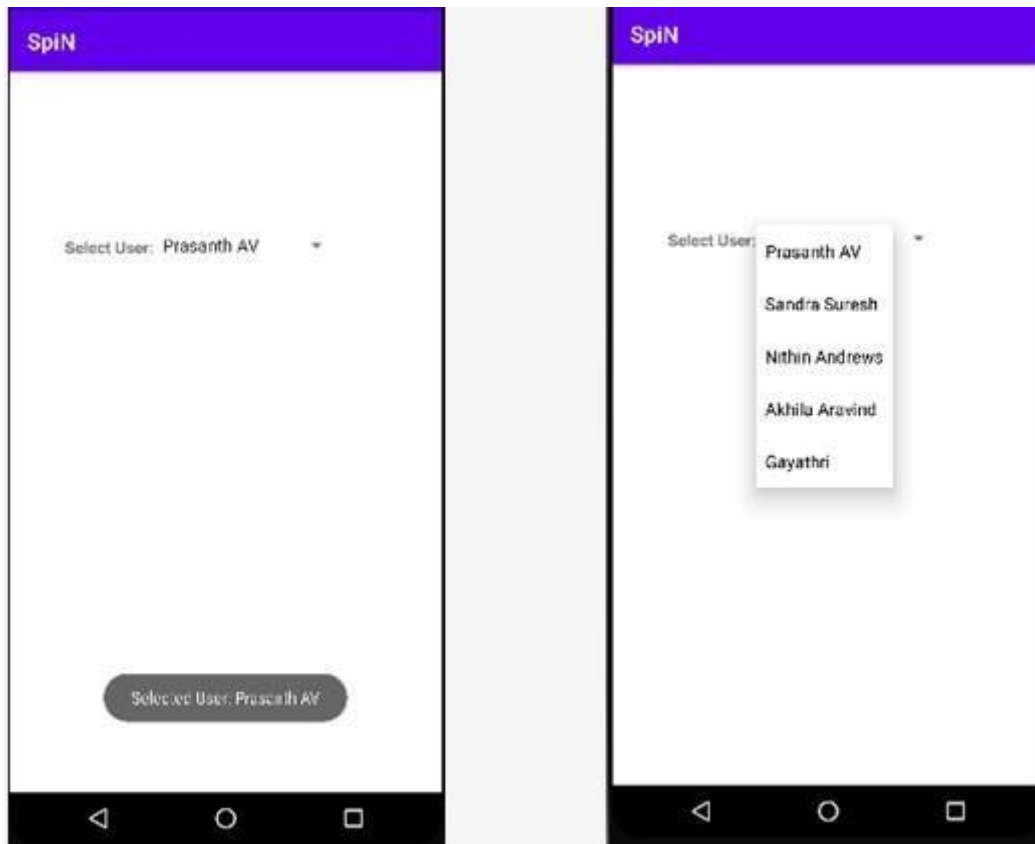 SpiN
Select User: Prasanth AV
Selected User: Prasanth AV
SpiN
Select User:
Prasanth AV
Sandra Suresh
Nithin Andrews
Akhila Aravind
Gayathri